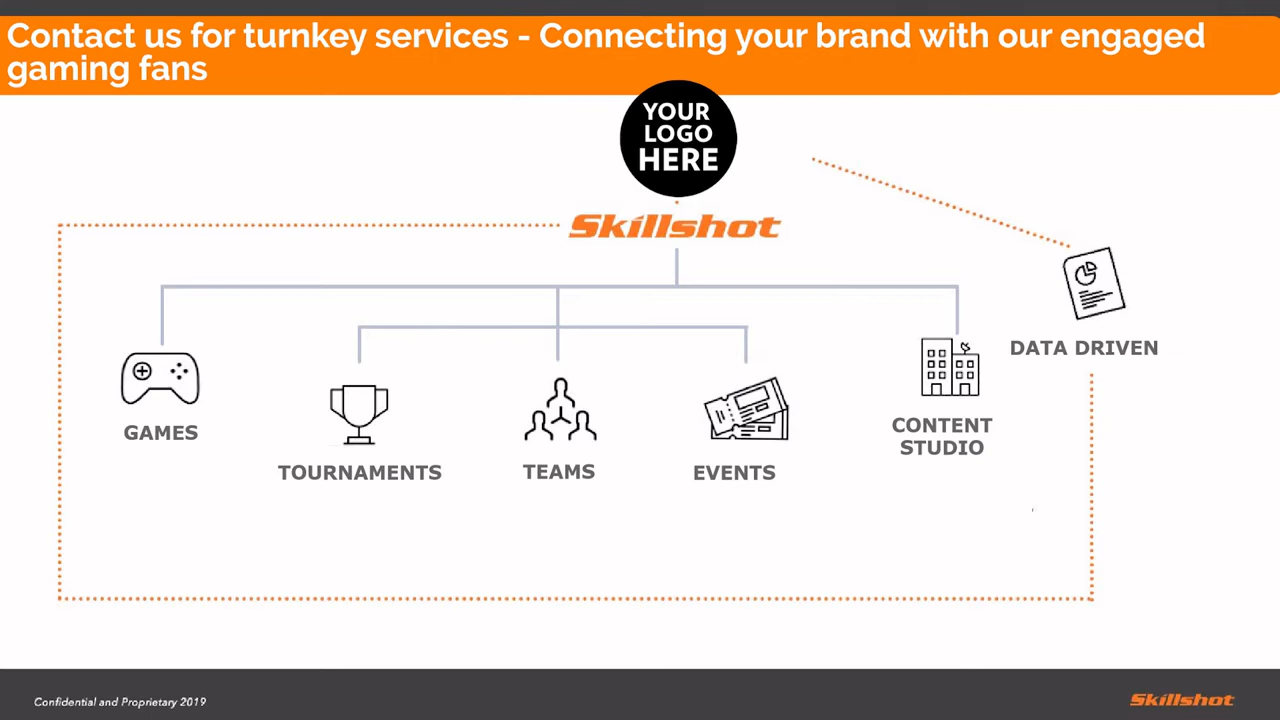 Contact us for turnkey services - Connecting your brand with our engaged
gaming fans
YOUR
LOGO
HERE
Skillshot
DATA DRIVEN
GAMES
CONTENT
STUDIO
TOURNAMENTS
TEAMS
EVENTS
Confidential and Proprietary 2019
Skillshot